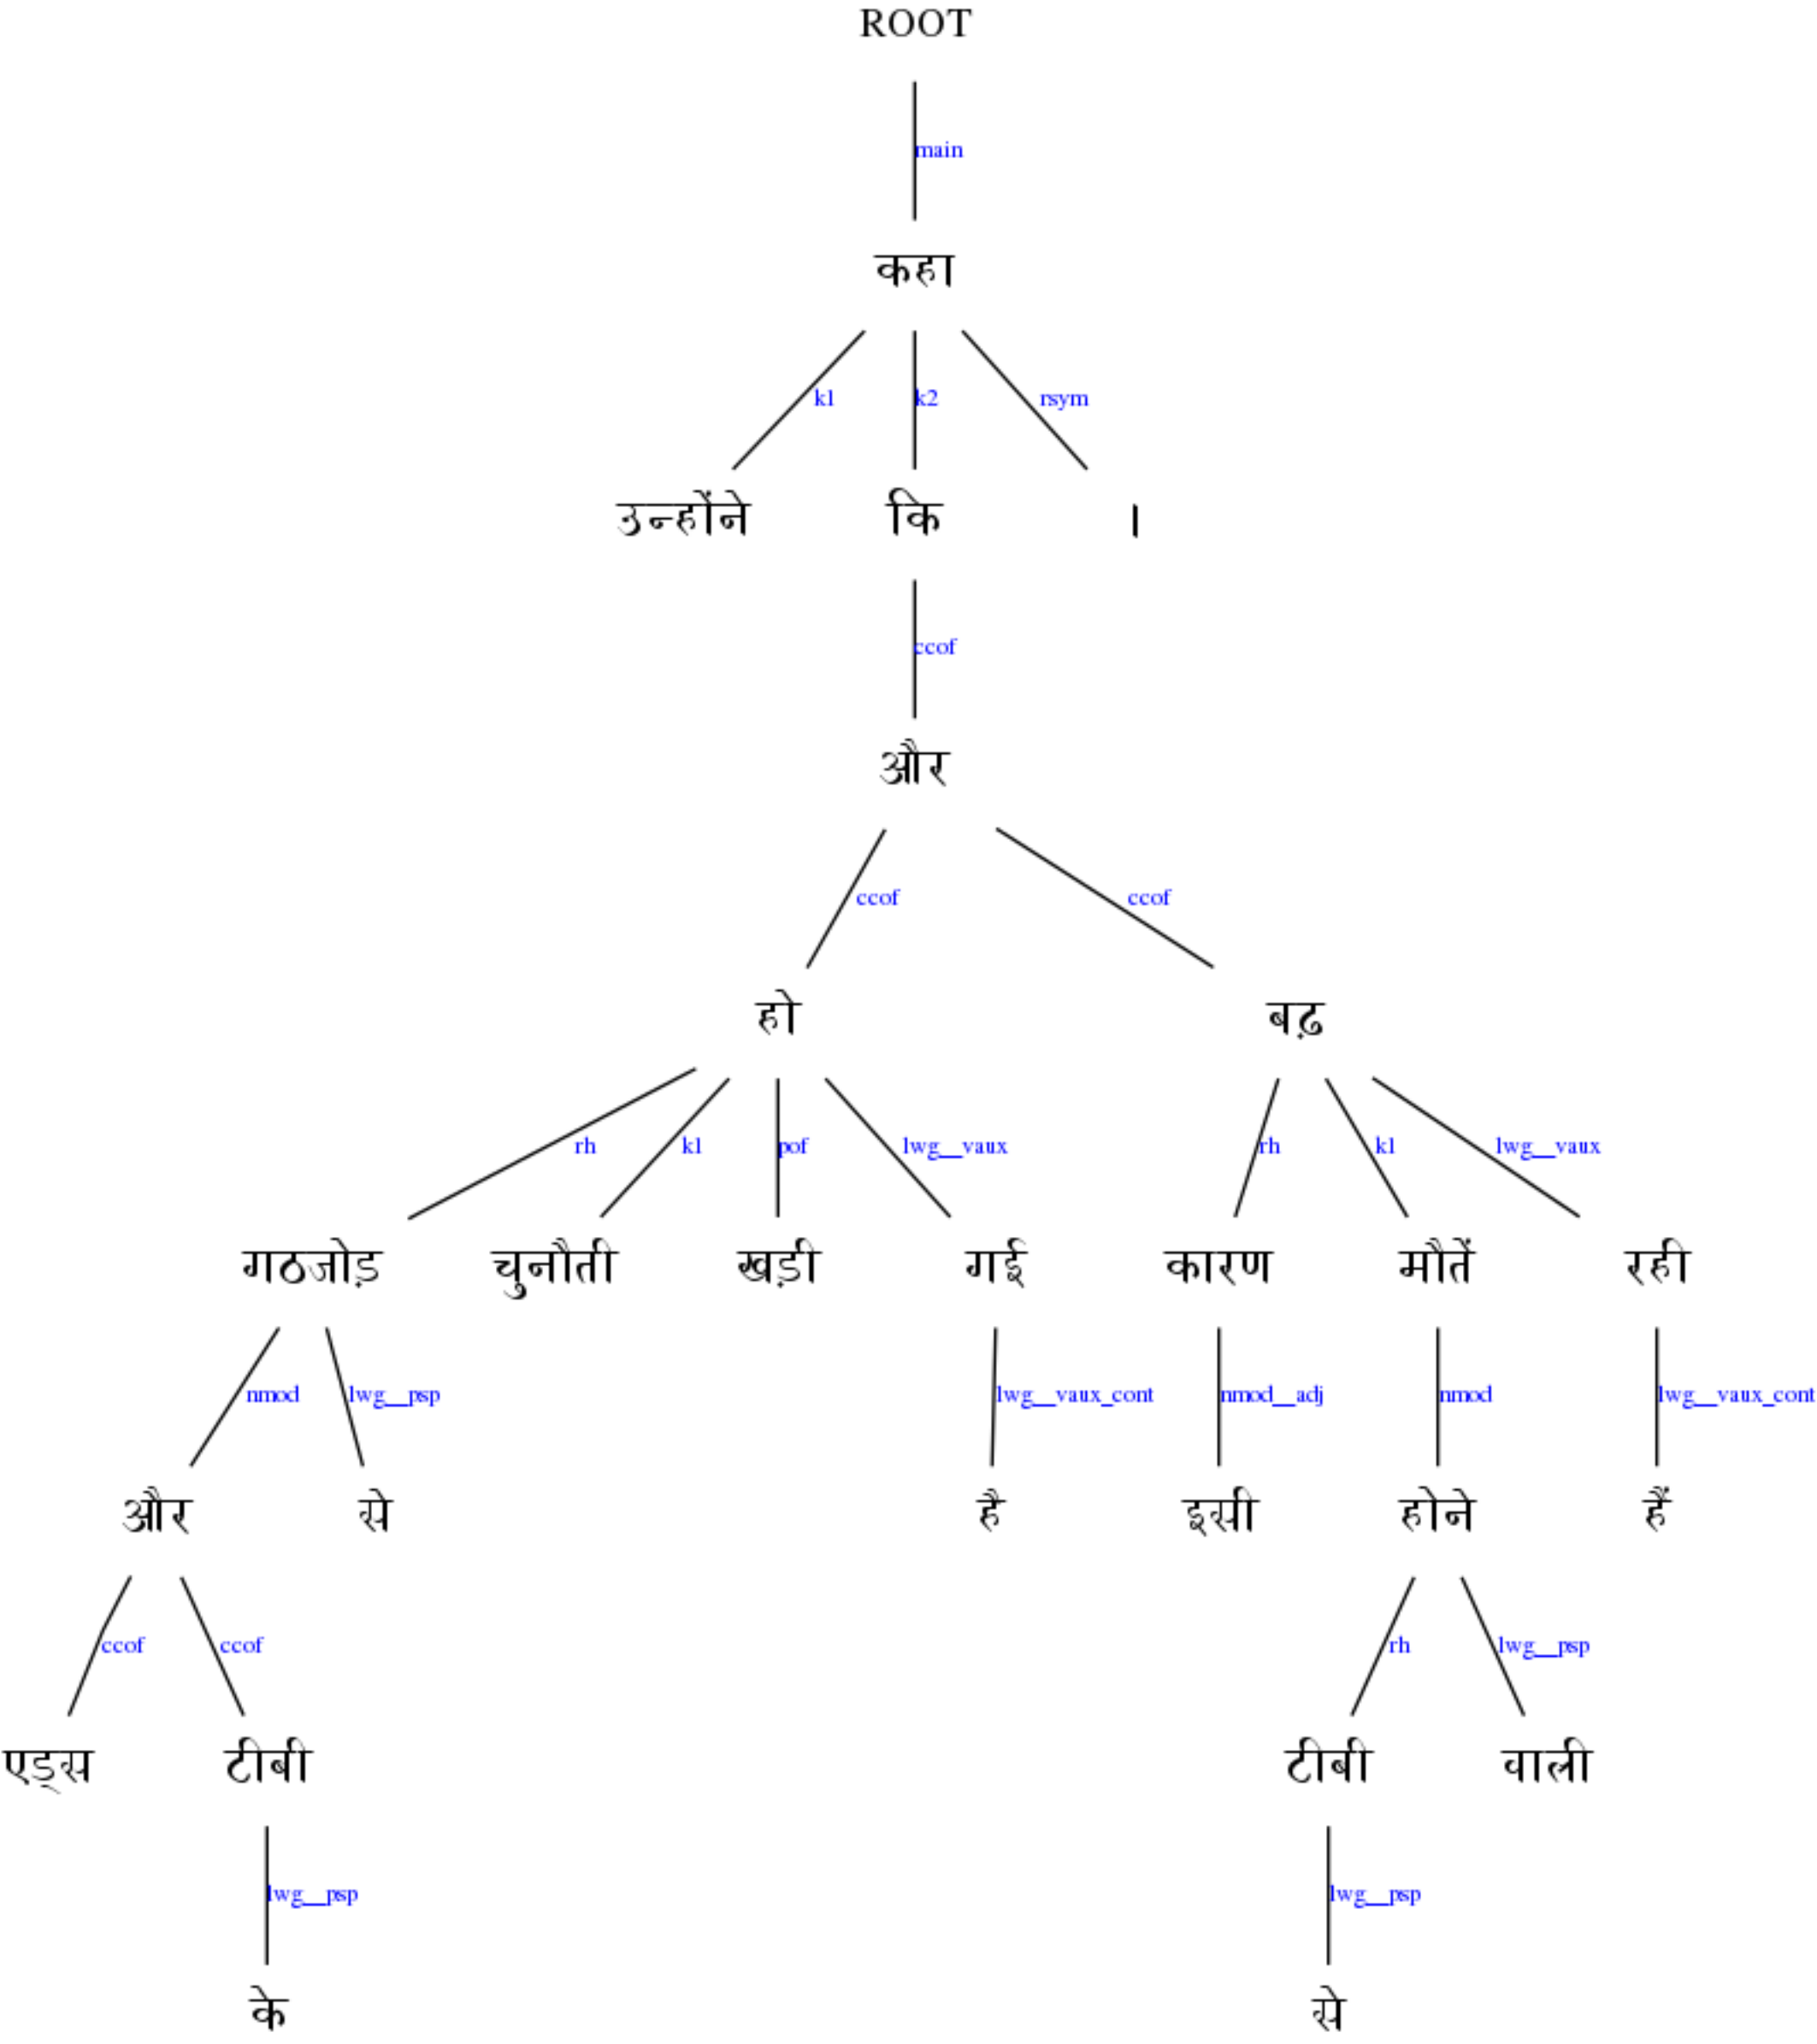 ROOT
main
कहा
k1 k2 rsym
उन्होंने कि ।
ccof
और
ccof ccof
हो बढ़
rh k1 pof lwg__vaux rh k1 lwg__vaux
गठजोड़ चुनौती खड़ी गई कारण मौतें रही
nmod lwg__psp lwg__vaux_cont nmod__adj nmod lwg__vaux_cont
और से है इसी होने हैं
ccof ccof rh lwg__psp
एड्स टीबी टीबी वाली
lwg__psp lwg__psp
के से